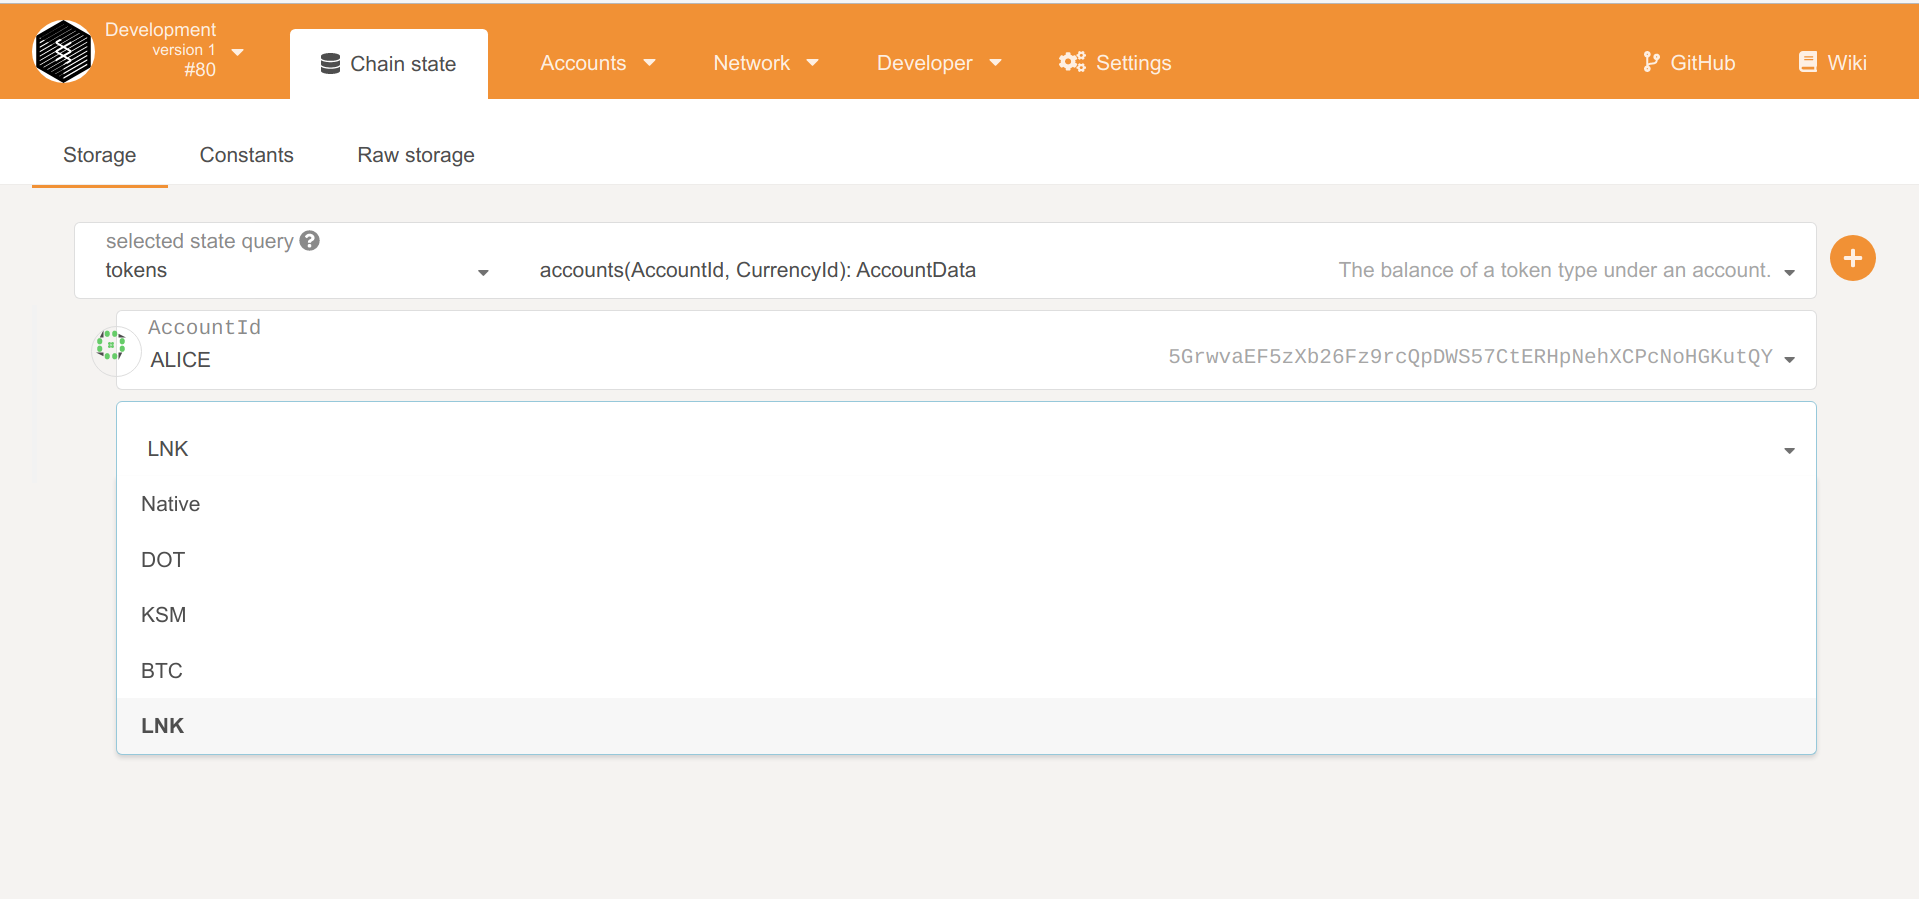 Development
version 1
#80
Chain state
Accounts
Network
Developer
Settings
GitHub
Wiki
Storage
Constants
Raw storage
selected state query
tokens
accounts(AccountId, CurrencyId): AccountData
The balance of a token type under an account.
AccountId
ALICE
5GrwvaEF5zXb26Fz9rcQpDWS57CtERHpNehXCPcNoHGKutQY
LNK
Native
DOT
KSM
BTC
LNK